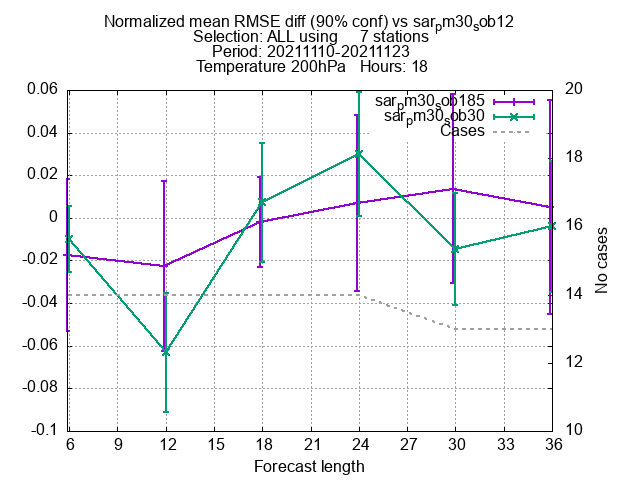 Normalized mean RMSE diff (90% conf) vs sarpm30sob12
Selection: ALL using 7 stations
Period: 20211110-20211123
Temperature 200hPa Hours: 18
sarpm30sob185
sarpm30sob30
Cases
0.06
0.04
0.02
0
-0.02
-0.04
-0.06
-0.08
-0.1
20
18
16
14
12
10
No cases
6 9 12 15 18 21 24 27 30 33 36
Forecast length